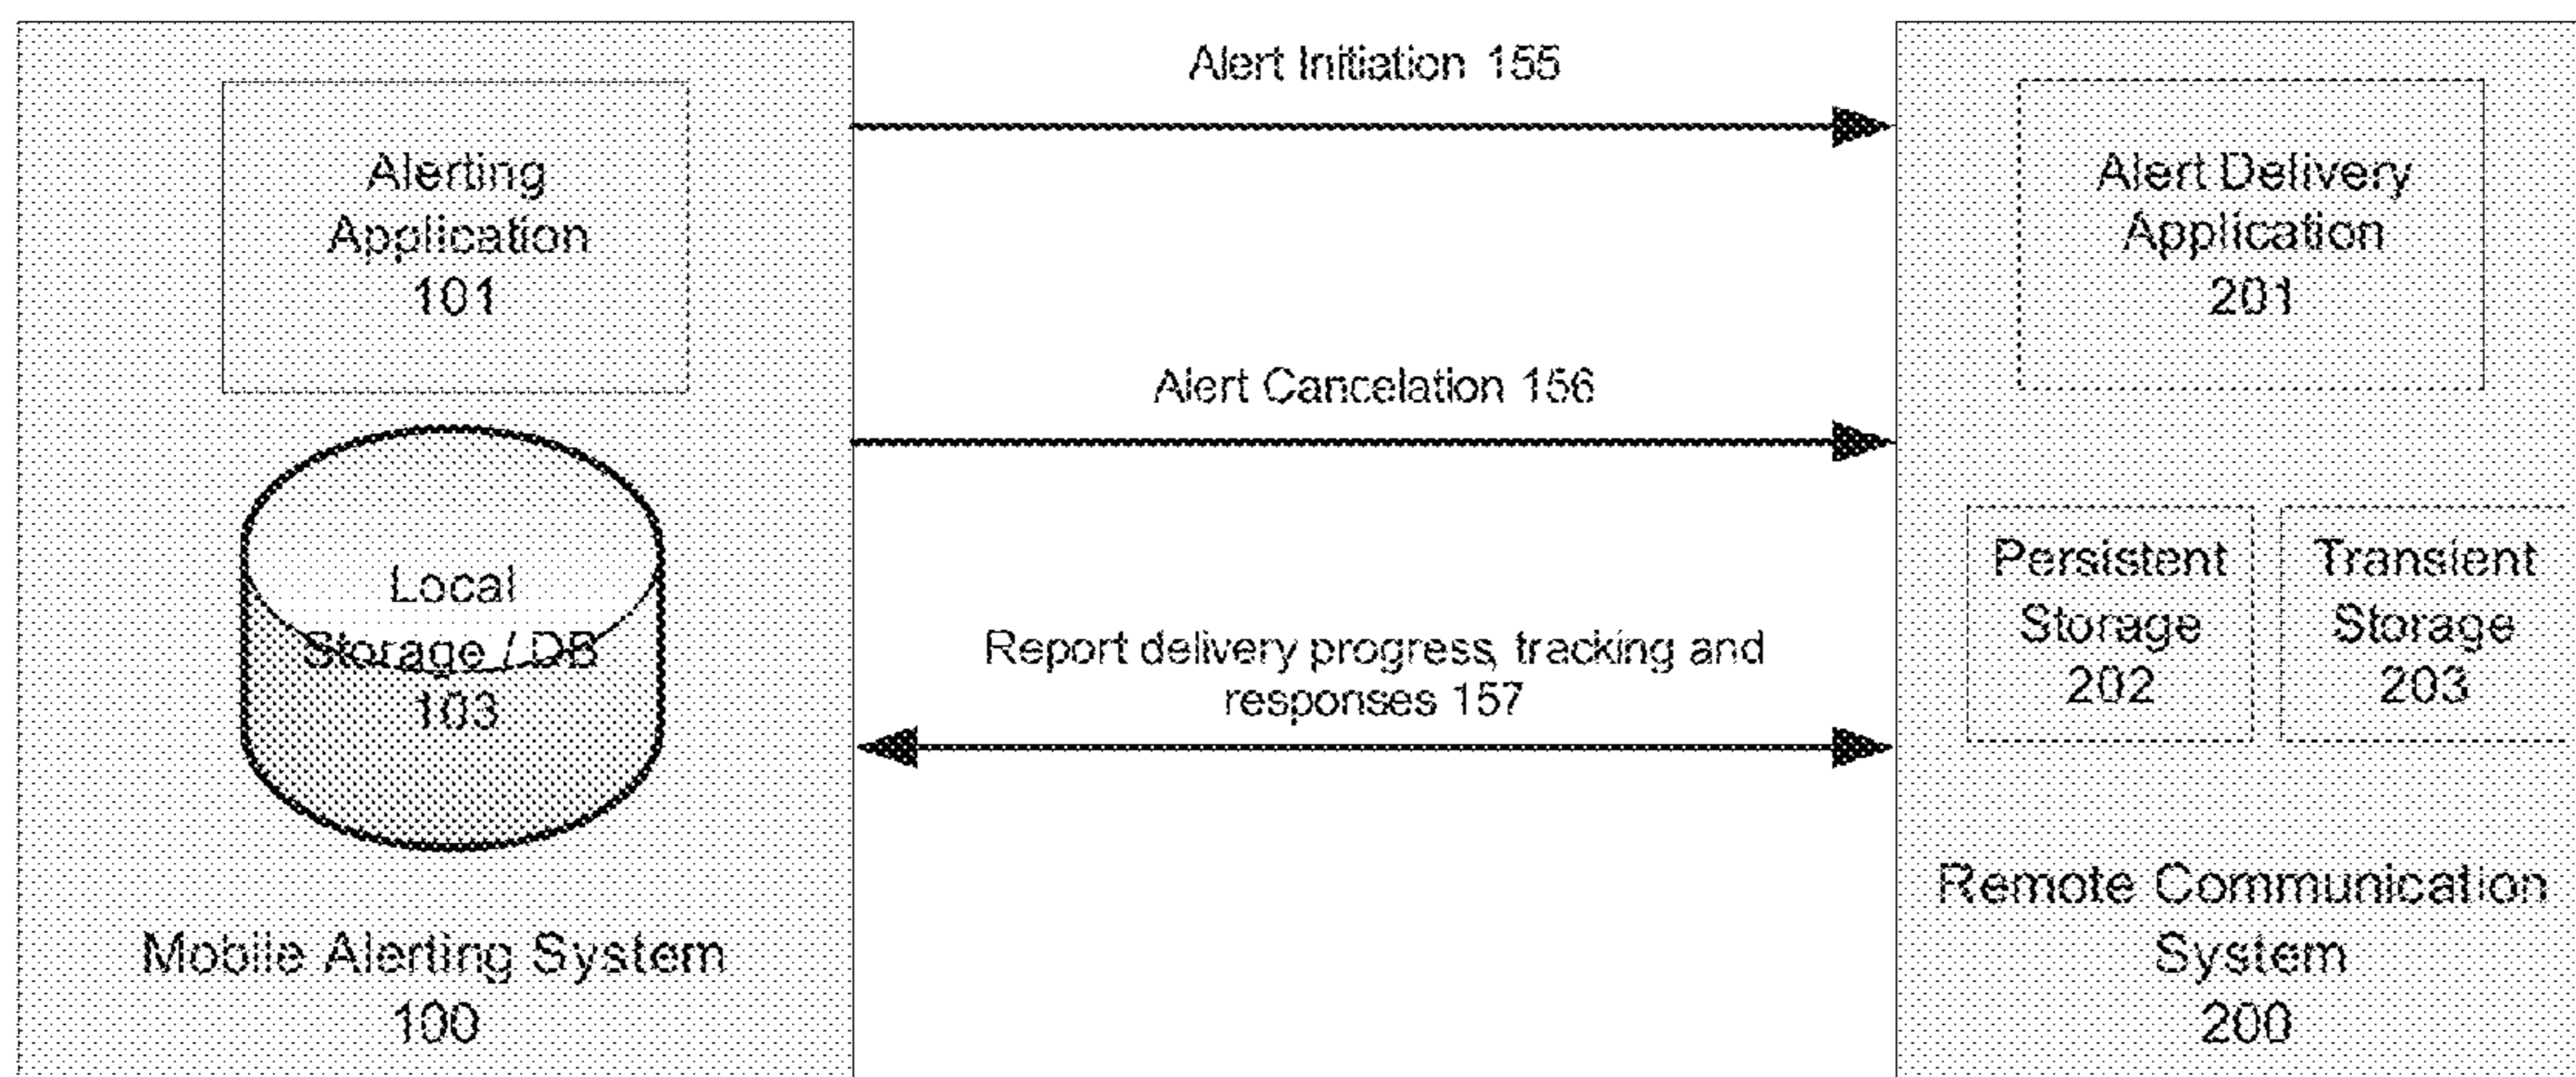 Alerting
Application
101
Local
Storage / DB
103
Mobile Alerting System
100
Alert Initiation 155
Alert Cancelation 156
Report delivery progress, tracking and
responses 157
Alert Delivery
Application
201
Persistent
Storage
202
Transient
Storage
203
Remote Communication
System
200